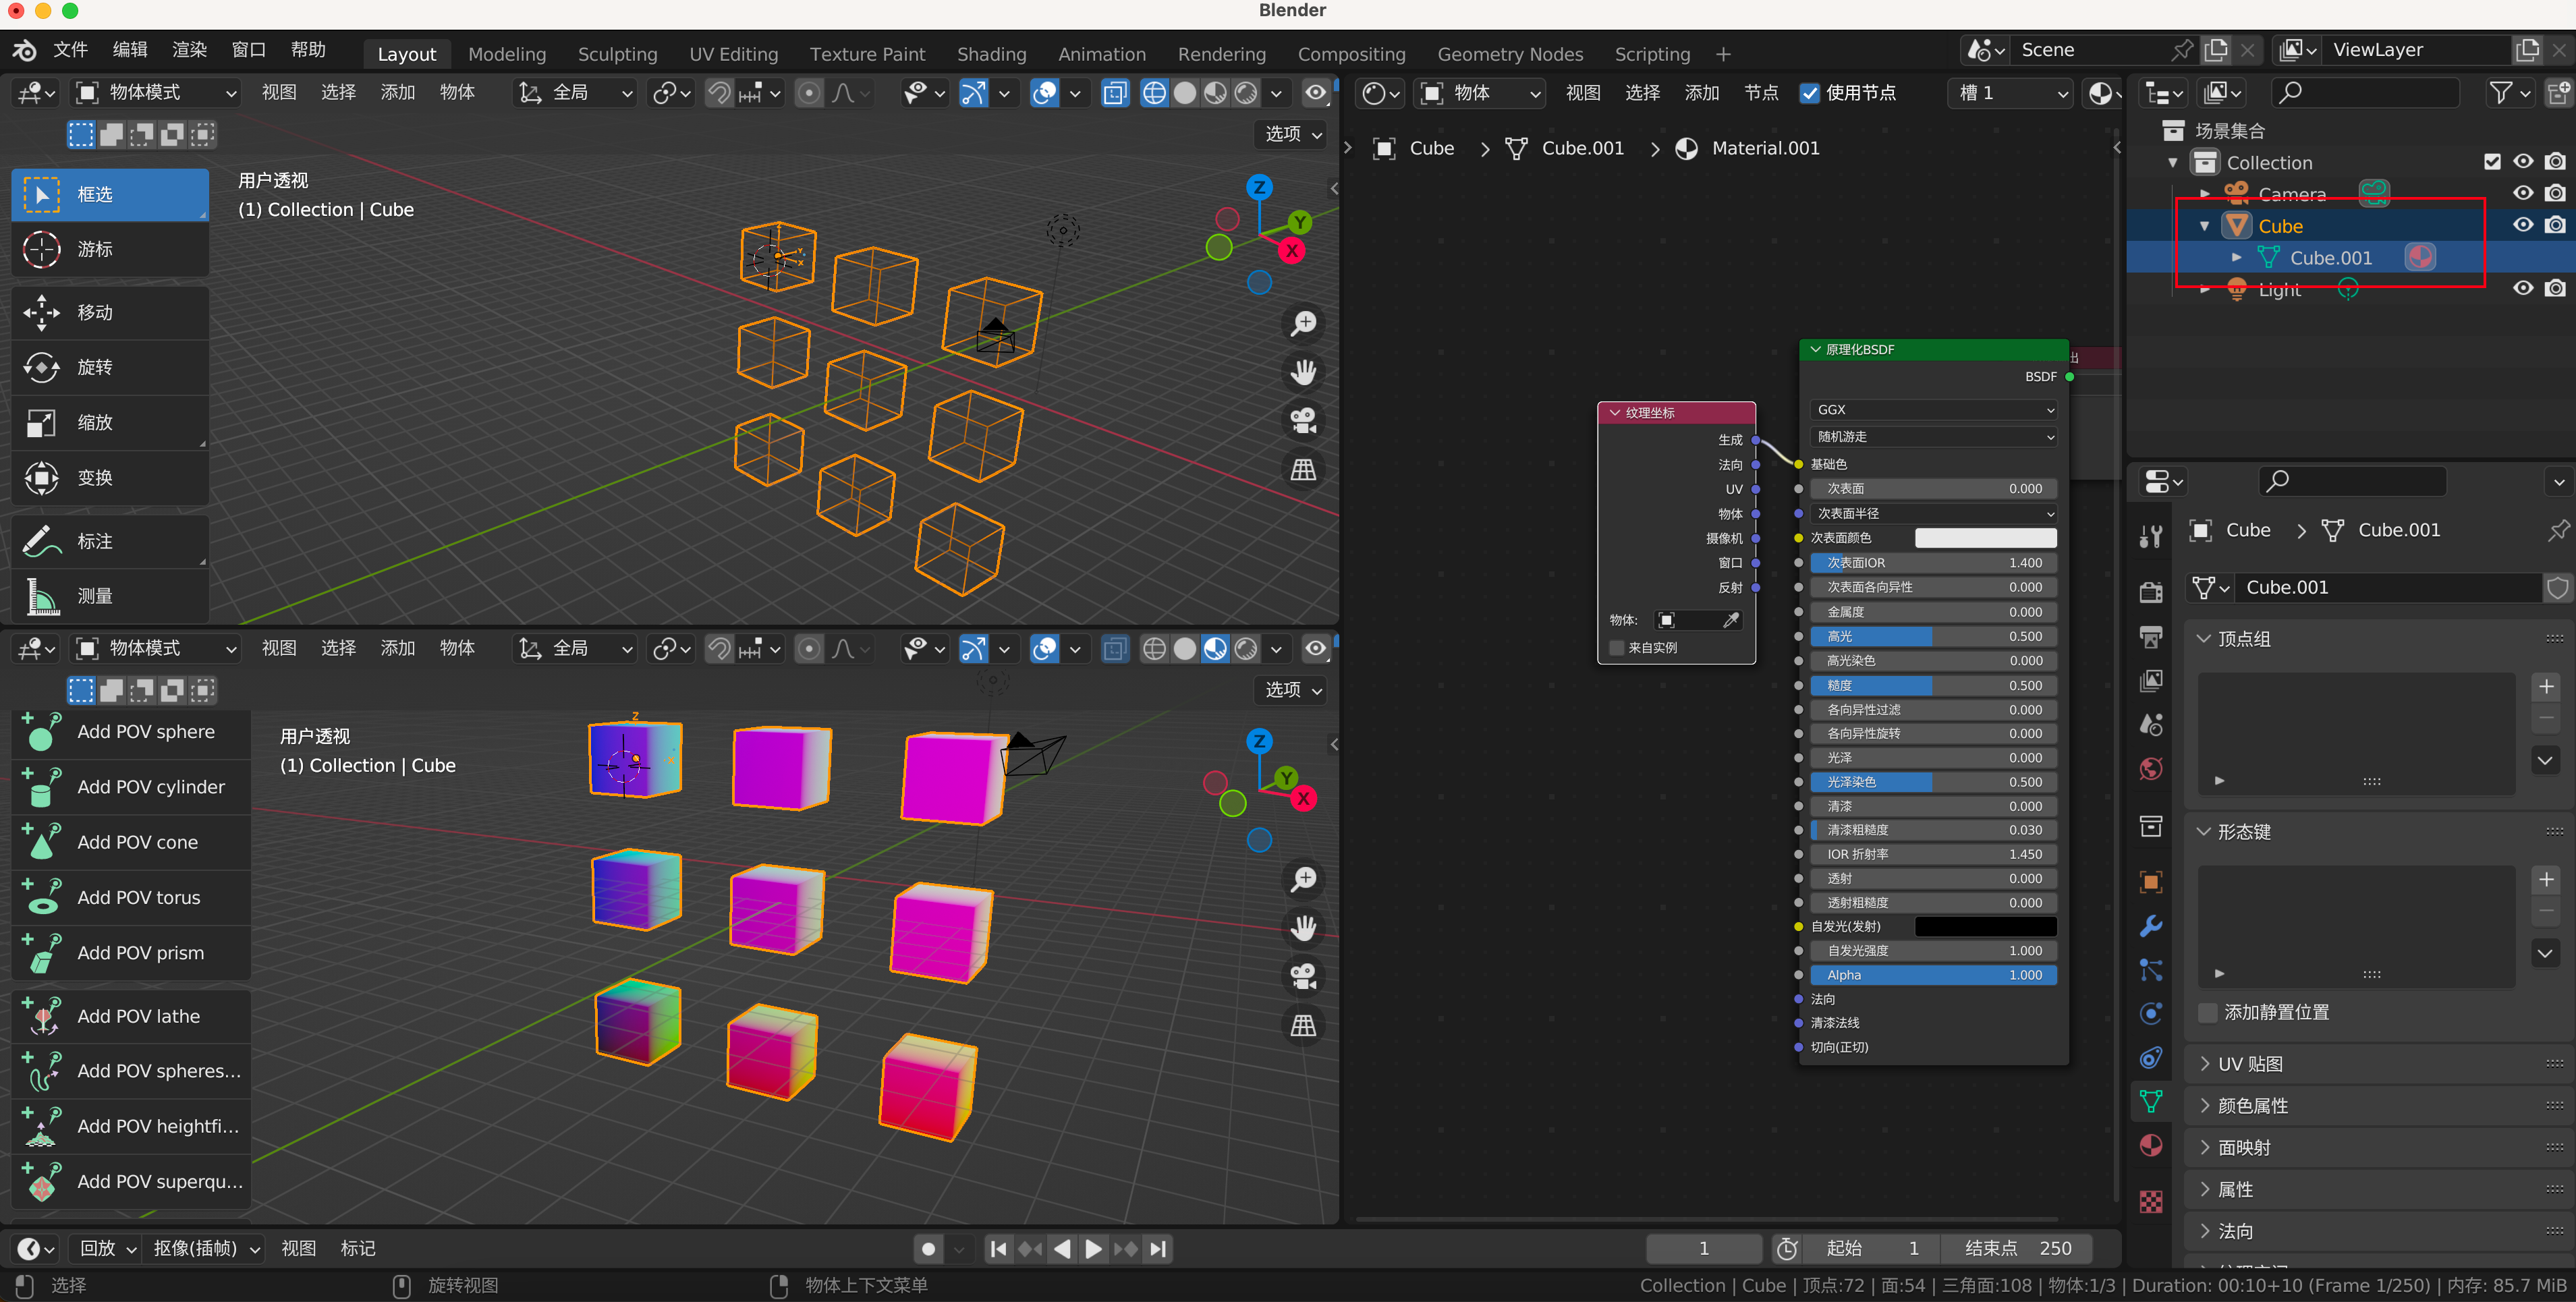 Blender
文件 编辑 渲染 窗口 帮助 Layout Modeling Sculpting UV Editing Texture Paint Shading Animation Rendering Compositing Geometry Nodes Scripting + Scene ViewLayer
物体模式 视图 选择 添加 物体 全局
选项
框选
游标
移动
旋转
缩放
变换
标注
测量
用户透视
(1) Collection | Cube
Z
Y
X
物体模式 视图 选择 添加 物体 全局
选项
Add POV sphere
Add POV cylinder
Add POV cone
Add POV torus
Add POV prism
Add POV lathe
Add POV spheres...
Add POV heightfi...
Add POV superqu...
用户透视
(1) Collection | Cube
Z
Z
Y
X
物体 视图 选择 添加 节点 使用节点 槽 1
Cube > Cube.001 > Material.001
纹理坐标
生成
法向
UV
物体
摄像机
窗口
反射
物体:
来自实例
原理化BSDF
出
BSDF
GGX
随机游走
基础色
次表面 0.000
次表面半径
次表面颜色
次表面IOR 1.400
次表面各向异性 0.000
金属度 0.000
高光 0.500
高光染色 0.000
糙度 0.500
各向异性过滤 0.000
各向异性旋转 0.000
光泽 0.000
光泽染色 0.500
清漆 0.000
清漆粗糙度 0.030
IOR 折射率 1.450
透射 0.000
透射粗糙度 0.000
自发光(发射)
自发光强度 1.000
Alpha 1.000
法向
清漆法线
切向(正切)
场景集合
Collection
Camera
Cube
Cube.001
Light
Cube > Cube.001
Cube.001
顶点组
形态键
添加静置位置
UV 贴图
颜色属性
面映射
属性
法向
回放 抠像(插帧) 视图 标记 1 起始 1 结束点 250
选择 旋转视图 物体上下文菜单 Collection | Cube | 顶点:72 | 面:54 | 三角面:108 | 物体:1/3 | Duration: 00:10+10 (Frame 1/250) | 内存: 85.7 MiB